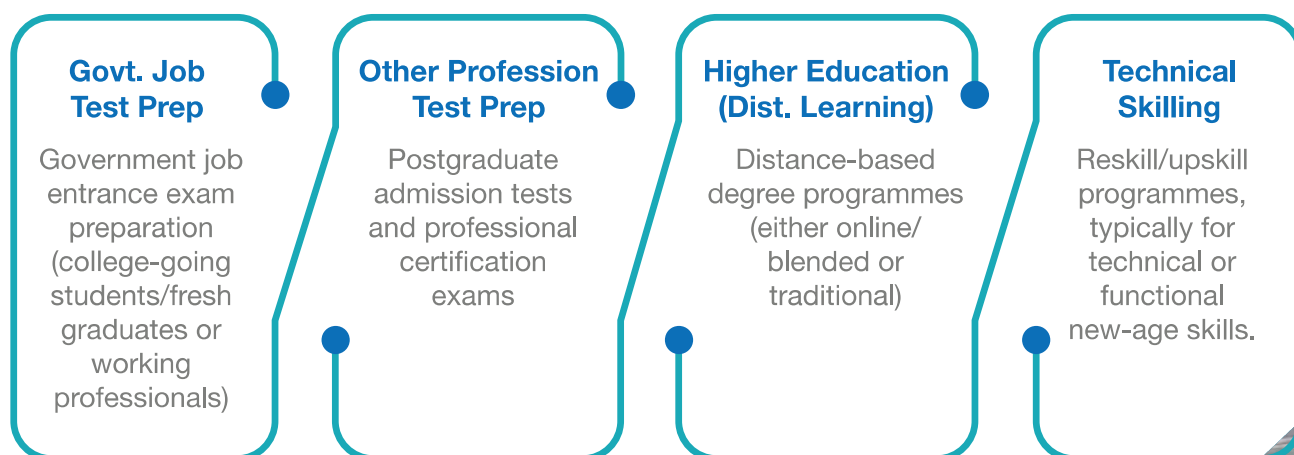 Govt. Job
Test Prep
Government job
entrance exam
preparation
(college-going
students/fresh
graduates or
working
professionals)
Other Profession
Test Prep
Postgraduate
admission tests
and professional
certification
exams
Higher Education
(Dist. Learning)
Distance-based
degree programmes
(either online/
blended or
traditional)
Technical
Skilling
Reskill/upskill
programmes,
typically for
technical or
functional
new-age skills.